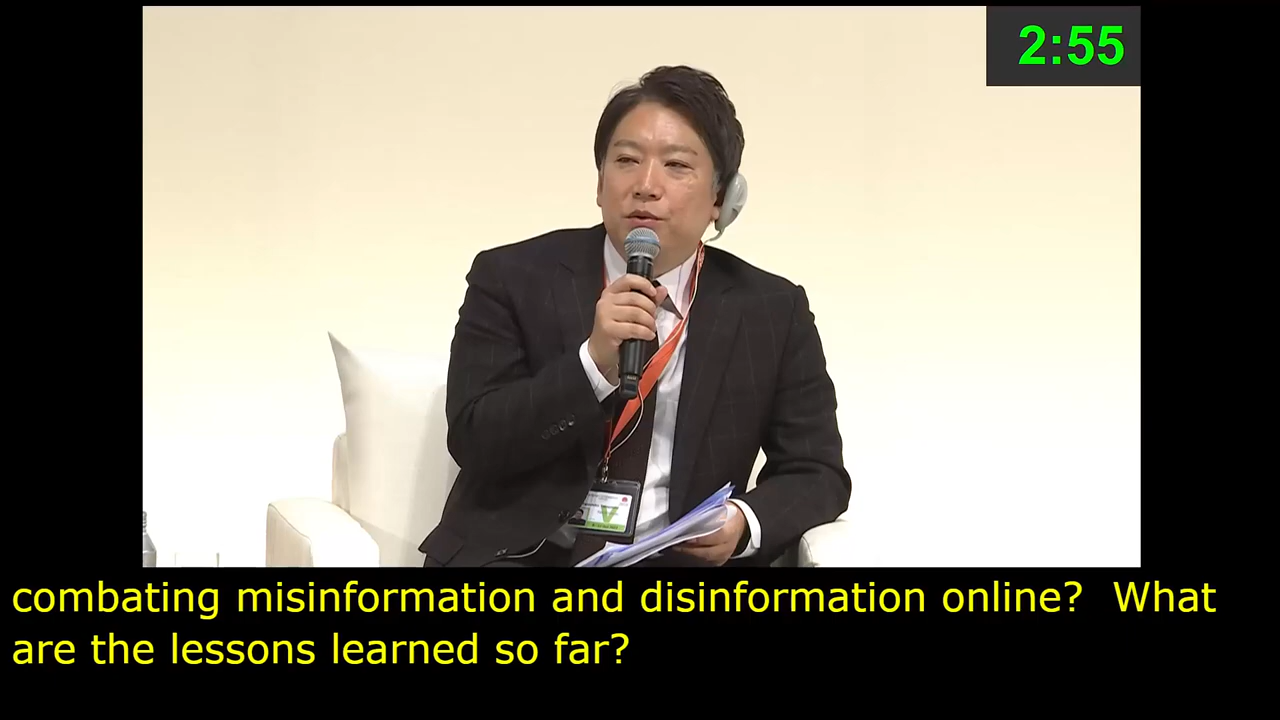 2:55
combating misinformation and disinformation online?  What
are the lessons learned so far?